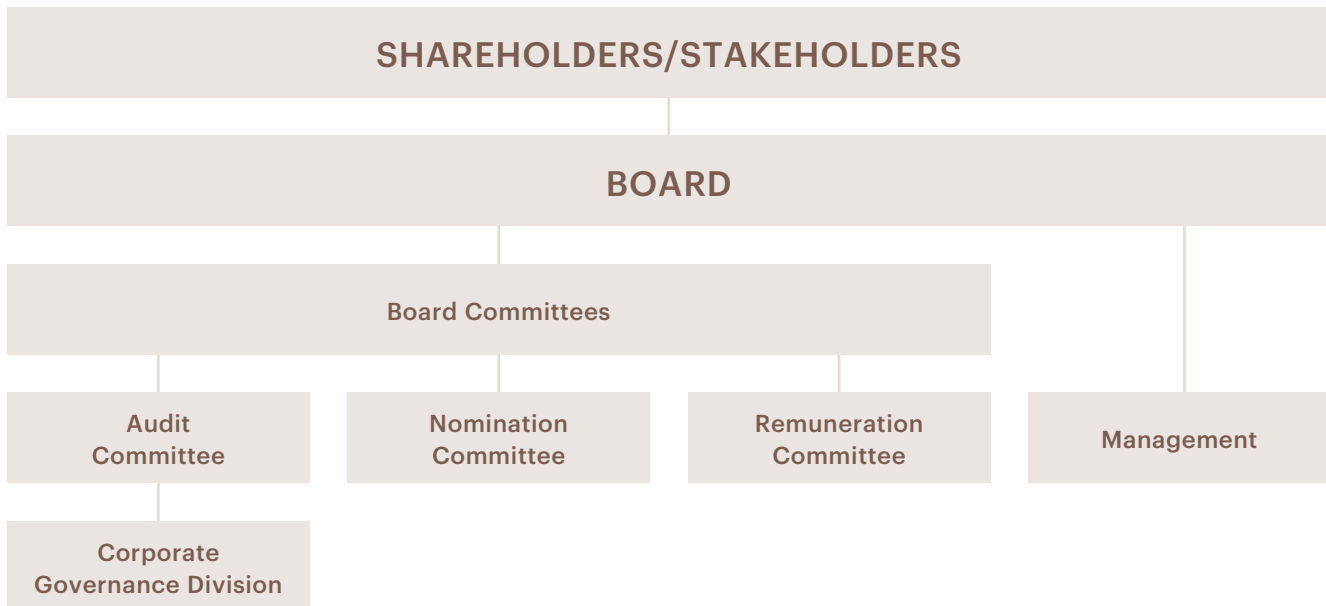 SHAREHOLDERS/STAKEHOLDERS
BOARD
Board Committees
Audit
Committee
Nomination
Committee
Remuneration
Committee
Management
Corporate
Governance Division